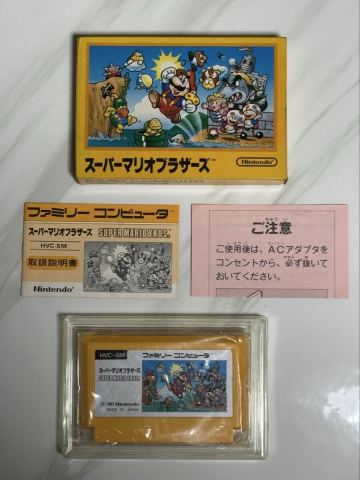 スーパーマリオブラザーズ
Nintendo
ファミリー コンピュータ
スーパーマリオブラザーズ
SUPER MARIO BROS.
HVC-SM
取扱説明書
Nintendo
ご注意
ご使用後は、ACアダプタを
コンセントから、必ず抜いて
おいてください。
HVC-SM
ファミリー コンピュータ
スーパーマリオブラザーズ
SUPER MARIO BROS.
©1985 Nintendo
MADE IN JAPAN